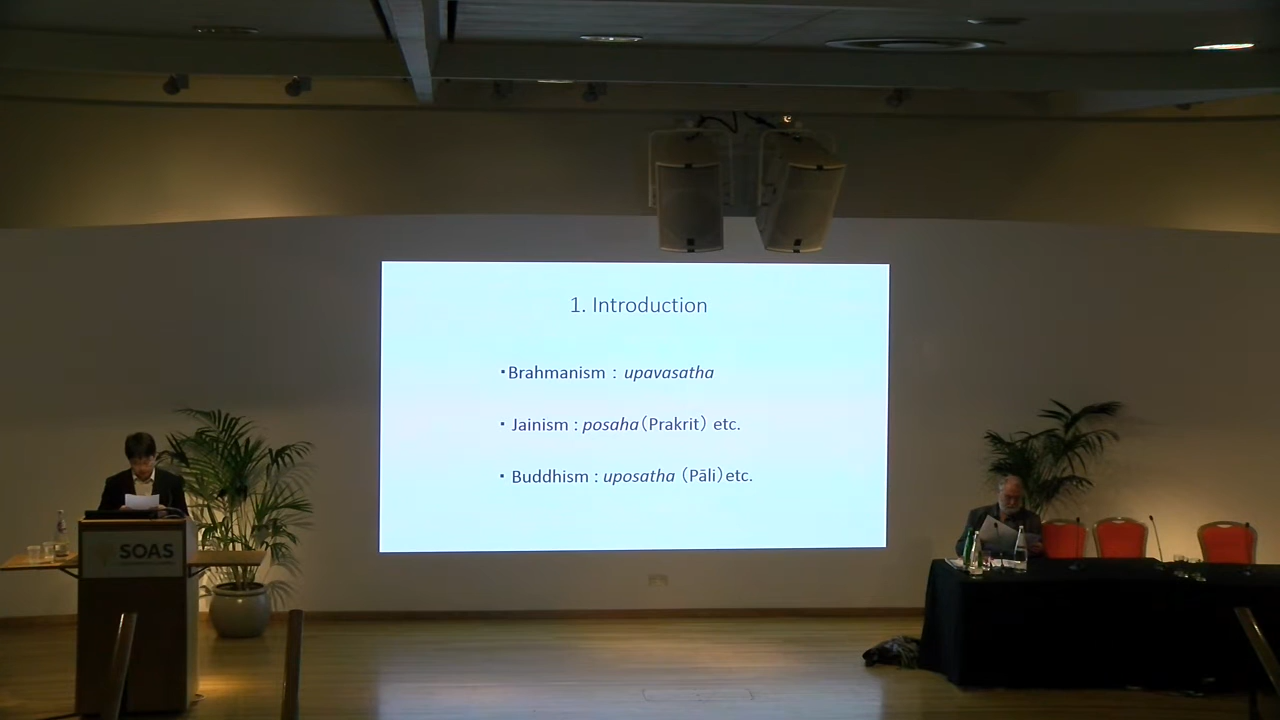 1. Introduction
・Brahmanism : upavasatha
・Jainism : posaha (Prakrit) etc.
・Buddhism : uposatha (Pāli) etc.
SOAS